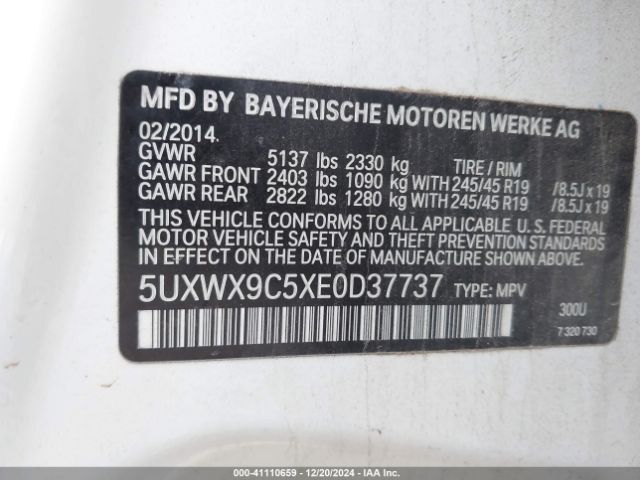 MFD BY BAYERISCHE MOTOREN WERKE AG
02/2014
GVWR 5137 lbs 2330 kg TIRE / RIM
GAWR FRONT 2403 lbs 1090 kg WITH 245/45 R19 /8.5J x 19
GAWR REAR 2822 lbs 1280 kg WITH 245/45 R19 /8.5J x 19
THIS VEHICLE CONFORMS TO ALL APPLICABLE U. S. FEDERAL
MOTOR VEHICLE SAFETY AND THEFT PREVENTION STANDARDS
IN EFFECT ON THE DATE OF MANUFACTURE SHOWN ABOVE.
5UXWX9C5XE0D37737 TYPE: MPV
300U
7 320 730
000-41110659 - 12/20/2024 - IAA Inc.